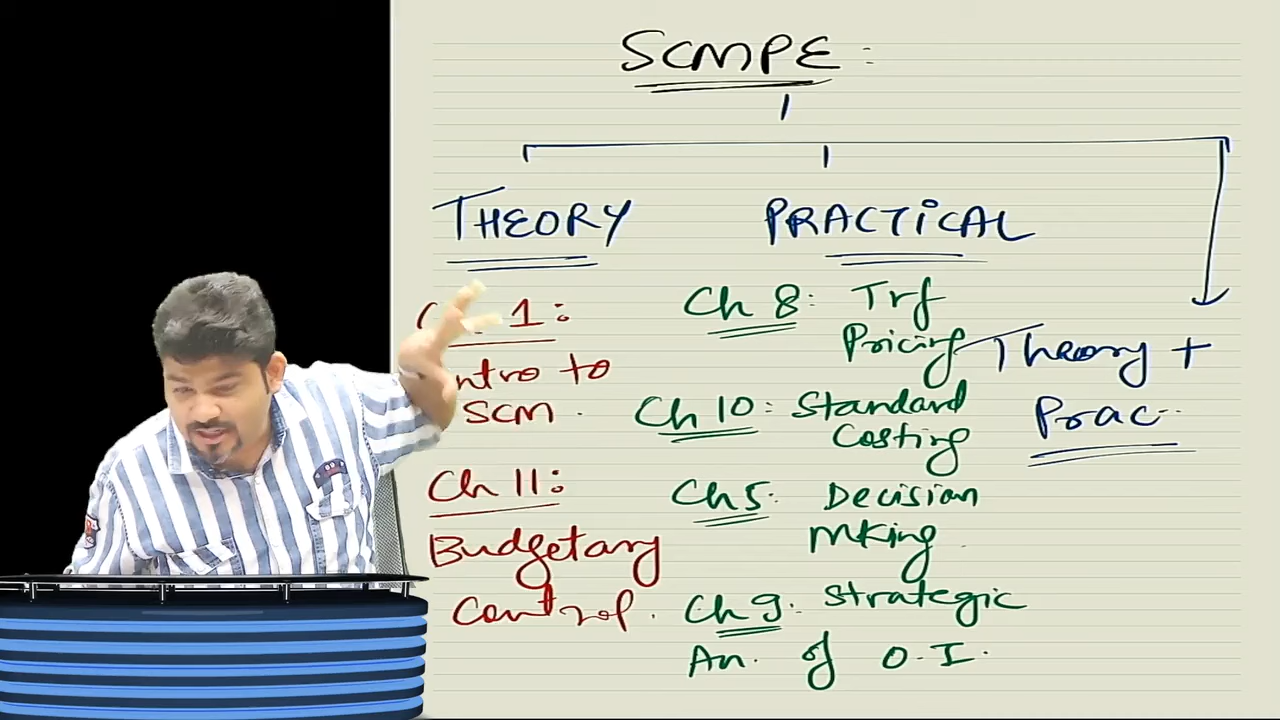 SCMPE :
THEORY
PRACTICAL
1 :
to
SCM .
Ch 11 :
Budgetary
Control .
Ch 8 : Trf
Pricing
Ch 10 : Standard
Costing
Ch 5 . Decision
Mking .
Ch 9 . Strategic
An . of O . I .
Theory +
Prac . .